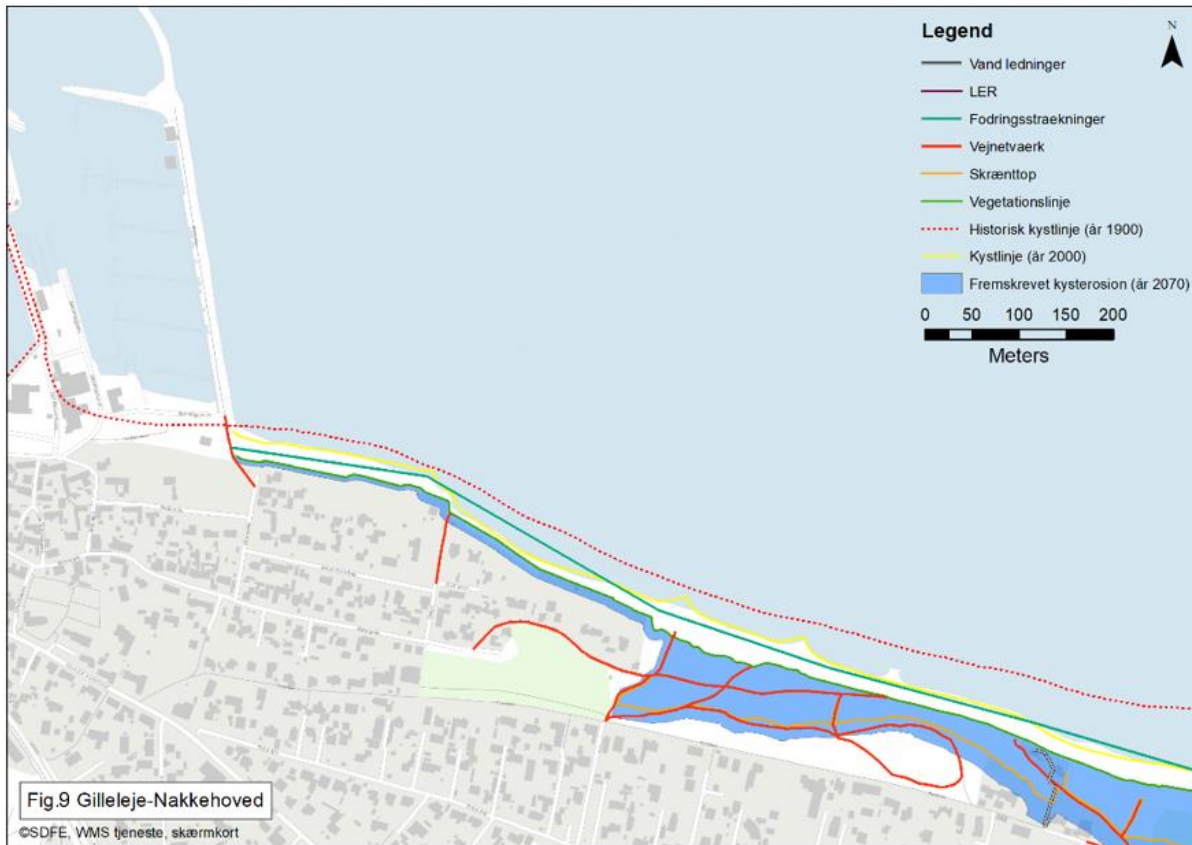 Legend
N
Vand ledninger
LER
Fodringsstraekninger
Vejnetvaerk
Skrænttop
Vegetationslinje
Historisk kystlinje (år 1900)
Kystlinje (år 2000)
Fremskrevet kysterosion (år 2070)
0 50 100 150 200
Meters
Fig.9 Gilleleje-Nakkehoved
©SDFE, WMS tjeneste, skærmkort